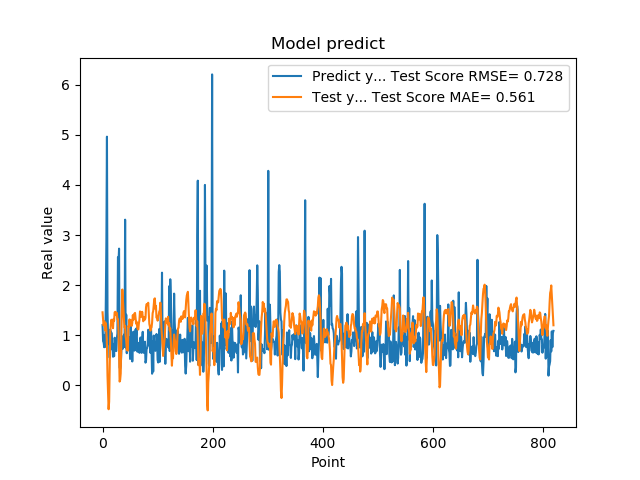 Model predict
Predict y... Test Score RMSE= 0.728
Test y... Test Score MAE= 0.561
Real value
6
5
4
3
2
1
0
0 200 400 600 800
Point